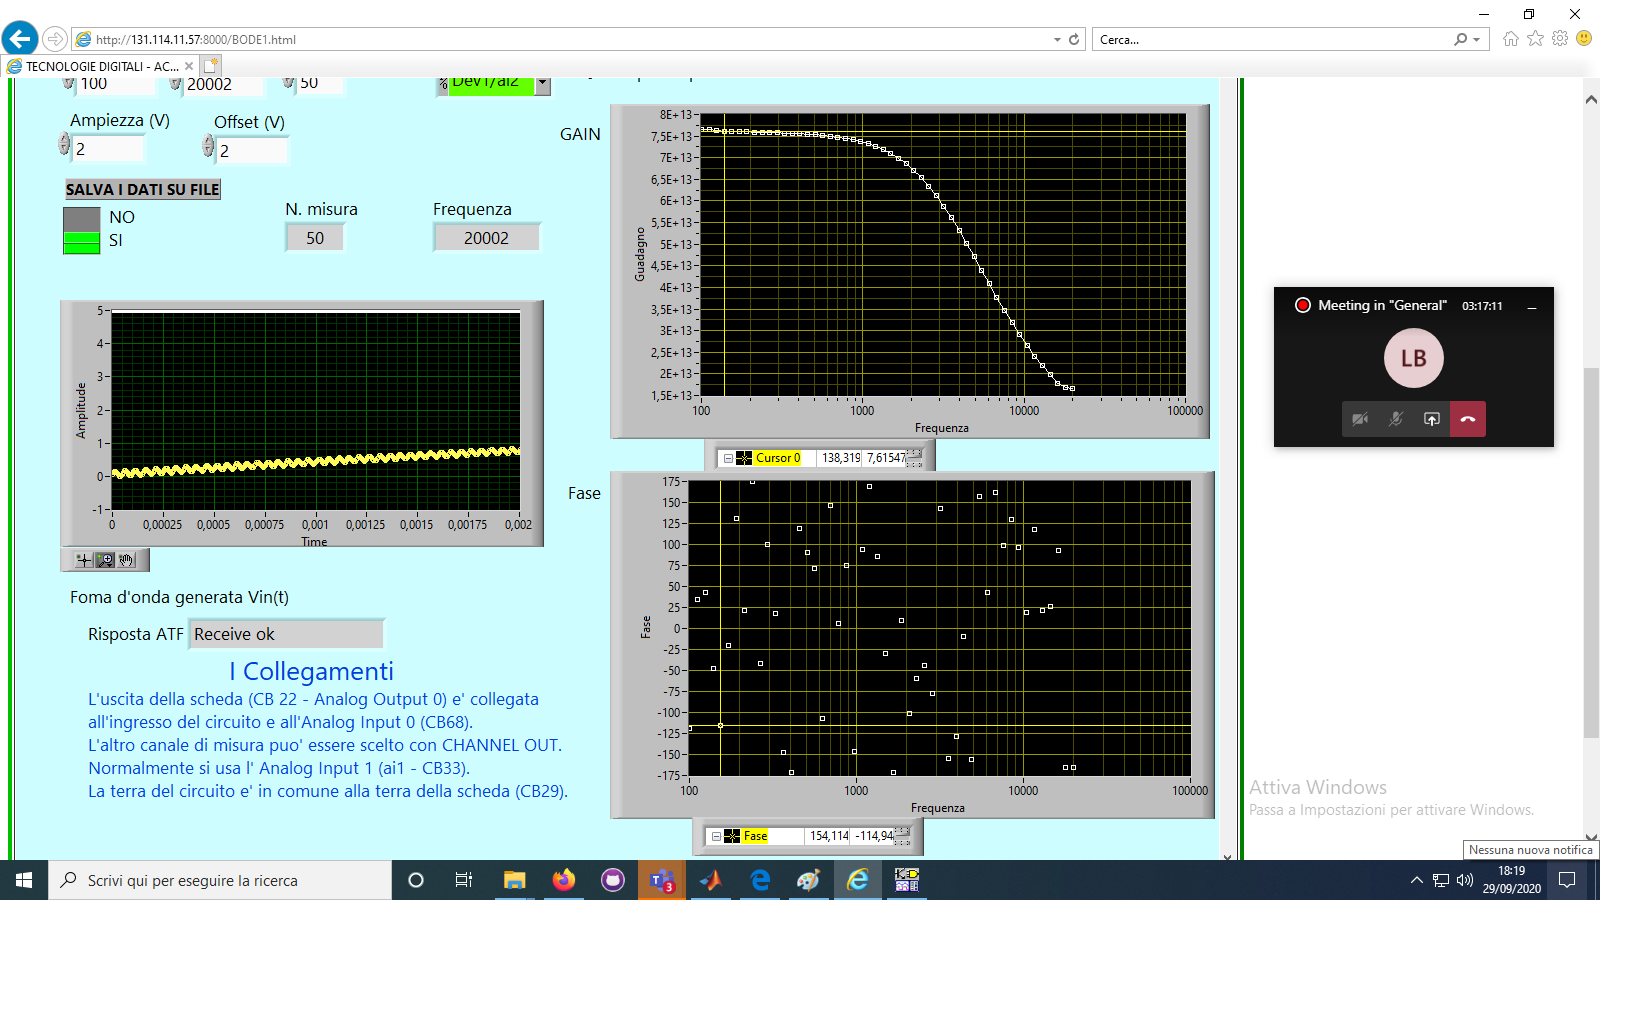 http://131.114.11.57:8000/BODE1.html
Cerca...
TECNOLOGIE DIGITALI - AC...
100
20002
50
Dev1/ai2
Ampiezza (V)
Offset (V)
2
2
SALVA I DATI SU FILE
NO
SI
N. misura
Frequenza
50
20002
GAIN
8E+13
7,5E+13
7E+13
6,5E+13
6E+13
5,5E+13
5E+13
4,5E+13
4E+13
3,5E+13
3E+13
2,5E+13
2E+13
1,5E+13
Guadagno
100
1000
10000
100000
Frequenza
Cursor 0
138,319
7,61547
5
4
3
2
1
0
-1
Amplitude
0
0,00025
0,0005
0,00075
0,001
0,00125
0,0015
0,00175
0,002
Time
Fase
175
150
125
100
75
50
25
0
-25
-50
-75
-100
-125
-150
-175
Fase
100
1000
10000
100000
Frequenza
Fase
154,114
-114,94
Foma d'onda generata Vin(t)
Risposta ATF
Receive ok
I Collegamenti
L'uscita della scheda (CB 22 - Analog Output 0) e' collegata
all'ingresso del circuito e all'Analog Input 0 (CB68).
L'altro canale di misura puo' essere scelto con CHANNEL OUT.
Normalmente si usa l' Analog Input 1 (ai1 - CB33).
La terra del circuito e' in comune alla terra della scheda (CB29).
Meeting in "General"
03:17:11
LB
Attiva Windows
Passa a Impostazioni per attivare Windows.
Nessuna nuova notifica
Scrivi qui per eseguire la ricerca
3
18:19
29/09/2020